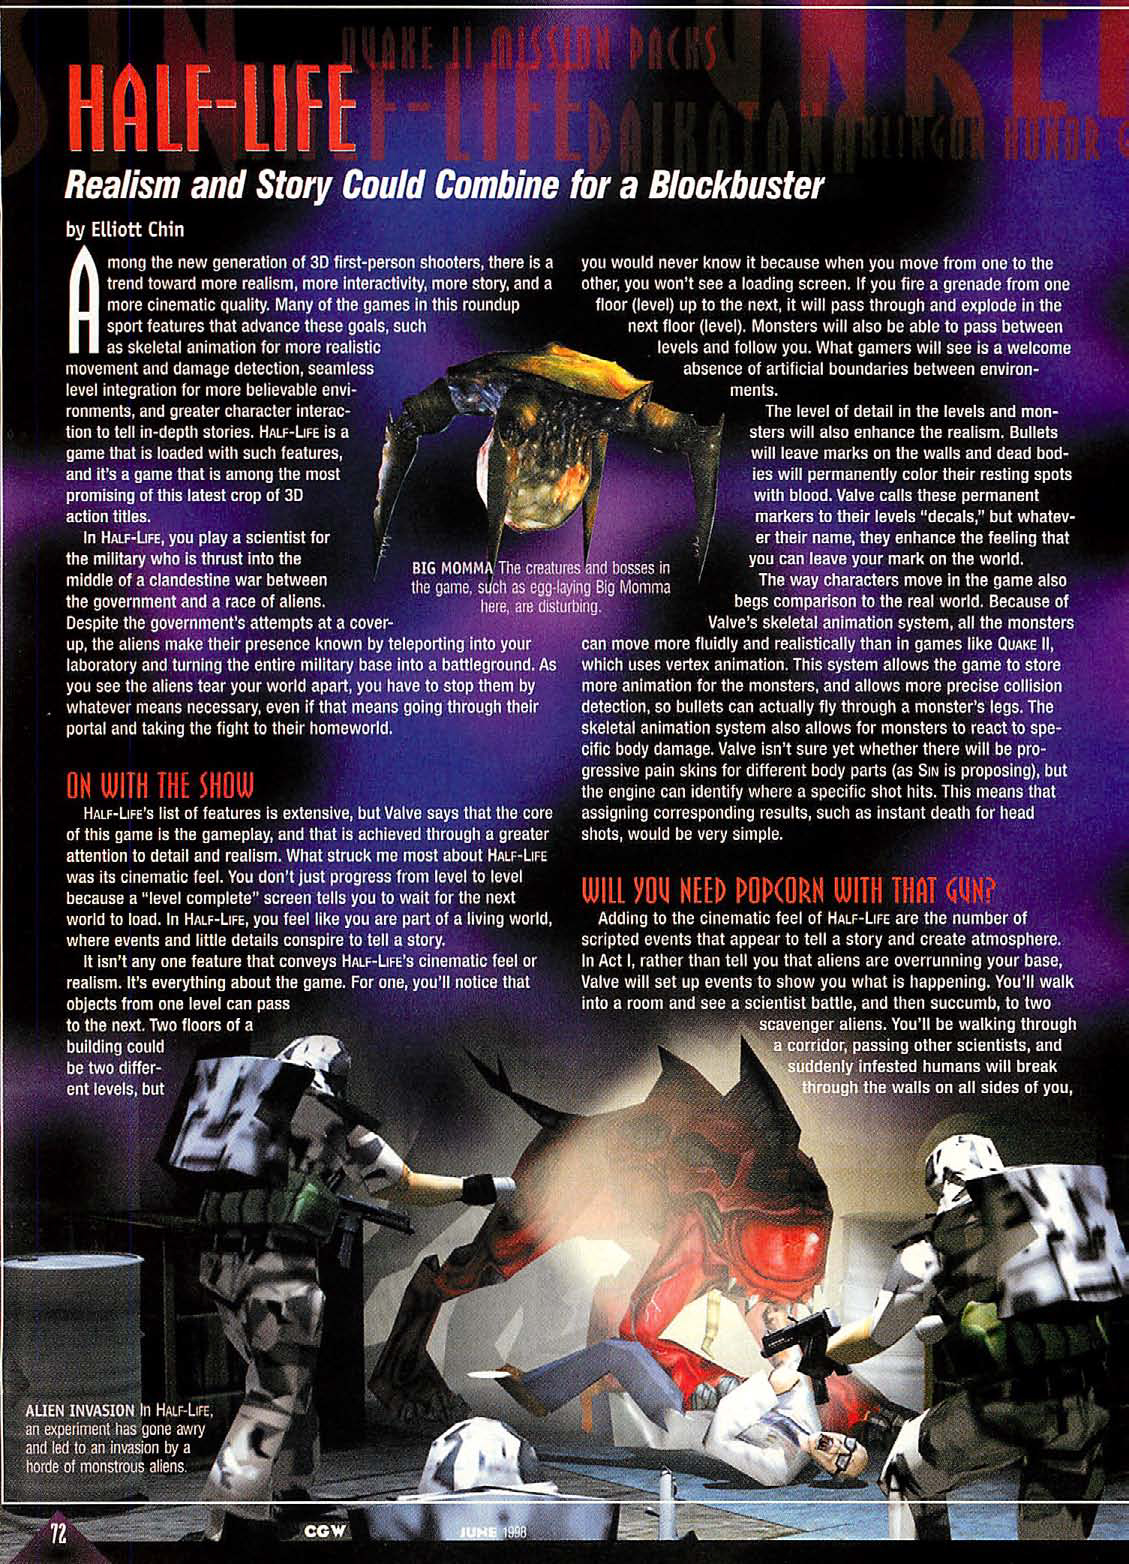 SIN
QUAKE II MISSION PACKS
UNREAL
HALF-LIFE
HALF-LIFE
DAIKATANA
KLINGON HONOR G
Realism and Story Could Combine for a Blockbuster
by Elliott Chin
Among the new generation of 3D first-person shooters, there is a
trend toward more realism, more interactivity, more story, and a
more cinematic quality. Many of the games in this roundup
sport features that advance these goals, such
as skeletal animation for more realistic
movement and damage detection, seamless
level integration for more believable envi-
ronments, and greater character interac-
tion to tell in-depth stories. HALF-LIFE is a
game that is loaded with such features,
and it's a game that is among the most
promising of this latest crop of 3D
action titles.
In HALF-LIFE, you play a scientist for
the military who is thrust into the
middle of a clandestine war between
the government and a race of aliens.
Despite the government's attempts at a cover-
up, the aliens make their presence known by teleporting into your
laboratory and turning the entire military base into a battleground. As
you see the aliens tear your world apart, you have to stop them by
whatever means necessary, even if that means going through their
portal and taking the fight to their homeworld.
ON WITH THE SHOW
HALF-LIFE's list of features is extensive, but Valve says that the core
of this game is the gameplay, and that is achieved through a greater
attention to detail and realism. What struck me most about HALF-LIFE
was its cinematic feel. You don't just progress from level to level
because a "level complete" screen tells you to wait for the next
world to load. In HALF-LIFE, you feel like you are part of a living world,
where events and little details conspire to tell a story.
It isn't any one feature that conveys HALF-LIFE's cinematic feel or
realism. It's everything about the game. For one, you'll notice that
objects from one level can pass
to the next. Two floors of a
building could
be two differ-
ent levels, but
you would never know it because when you move from one to the
other, you won't see a loading screen. If you fire a grenade from one
floor (level) up to the next, it will pass through and explode in the
next floor (level). Monsters will also be able to pass between
levels and follow you. What gamers will see is a welcome
absence of artificial boundaries between environ-
ments.
The level of detail in the levels and mon-
sters will also enhance the realism. Bullets
will leave marks on the walls and dead bod-
ies will permanently color their resting spots
with blood. Valve calls these permanent
markers to their levels "decals," but whatev-
er their name, they enhance the feeling that
you can leave your mark on the world.
The way characters move in the game also
begs comparison to the real world. Because of
Valve's skeletal animation system, all the monsters
can move more fluidly and realistically than in games like QUAKE II,
which uses vertex animation. This system allows the game to store
more animation for the monsters, and allows more precise collision
detection, so bullets can actually fly through a monster's legs. The
skeletal animation system also allows for monsters to react to spe-
cific body damage. Valve isn't sure yet whether there will be pro-
gressive pain skins for different body parts (as SIN is proposing), but
the engine can identify where a specific shot hits. This means that
assigning corresponding results, such as instant death for head
shots, would be very simple.
WILL YOU NEED POPCORN WITH THAT GUN?
Adding to the cinematic feel of HALF-LIFE are the number of
scripted events that appear to tell a story and create atmosphere.
In Act I, rather than tell you that aliens are overrunning your base,
Valve will set up events to show you what is happening. You'll walk
into a room and see a scientist battle, and then succumb, to two
scavenger aliens. You'll be walking through
a corridor, passing other scientists, and
suddenly infested humans will break
through the walls on all sides of you,
BIG MOMMA The creatures and bosses in
the game, such as egg-laying Big Momma
here, are disturbing.
ALIEN INVASION In HALF-LIFE,
an experiment has gone awry
and led to an invasion by a
horde of monstrous aliens.
72
CGW
JUNE 1998